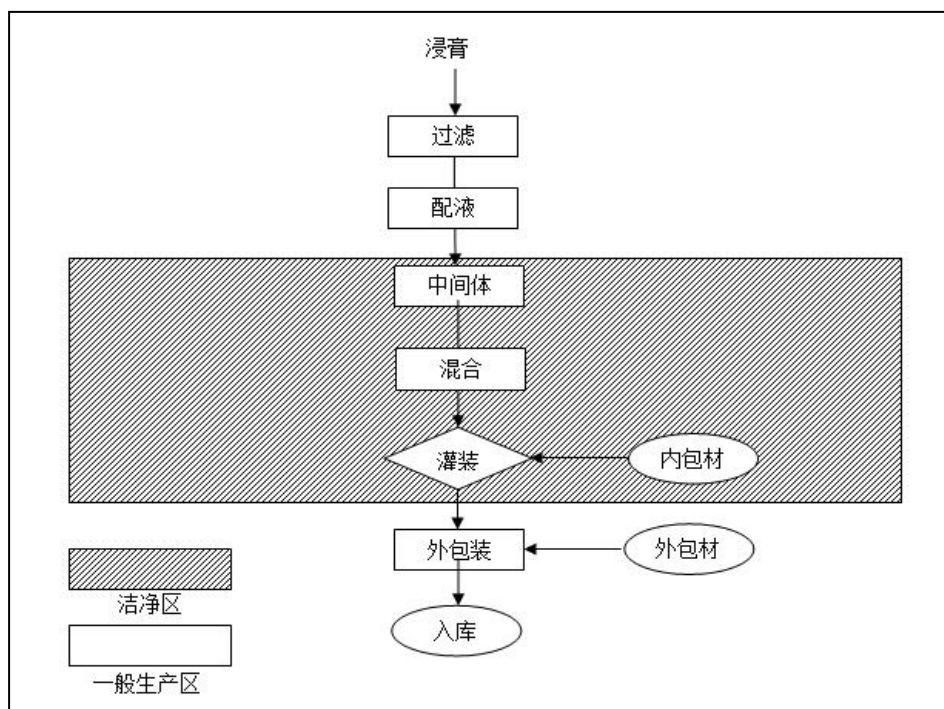 浸膏
过滤
配液
中间体
混合
灌装
内包材
外包装
外包材
入库
洁净区
一般生产区